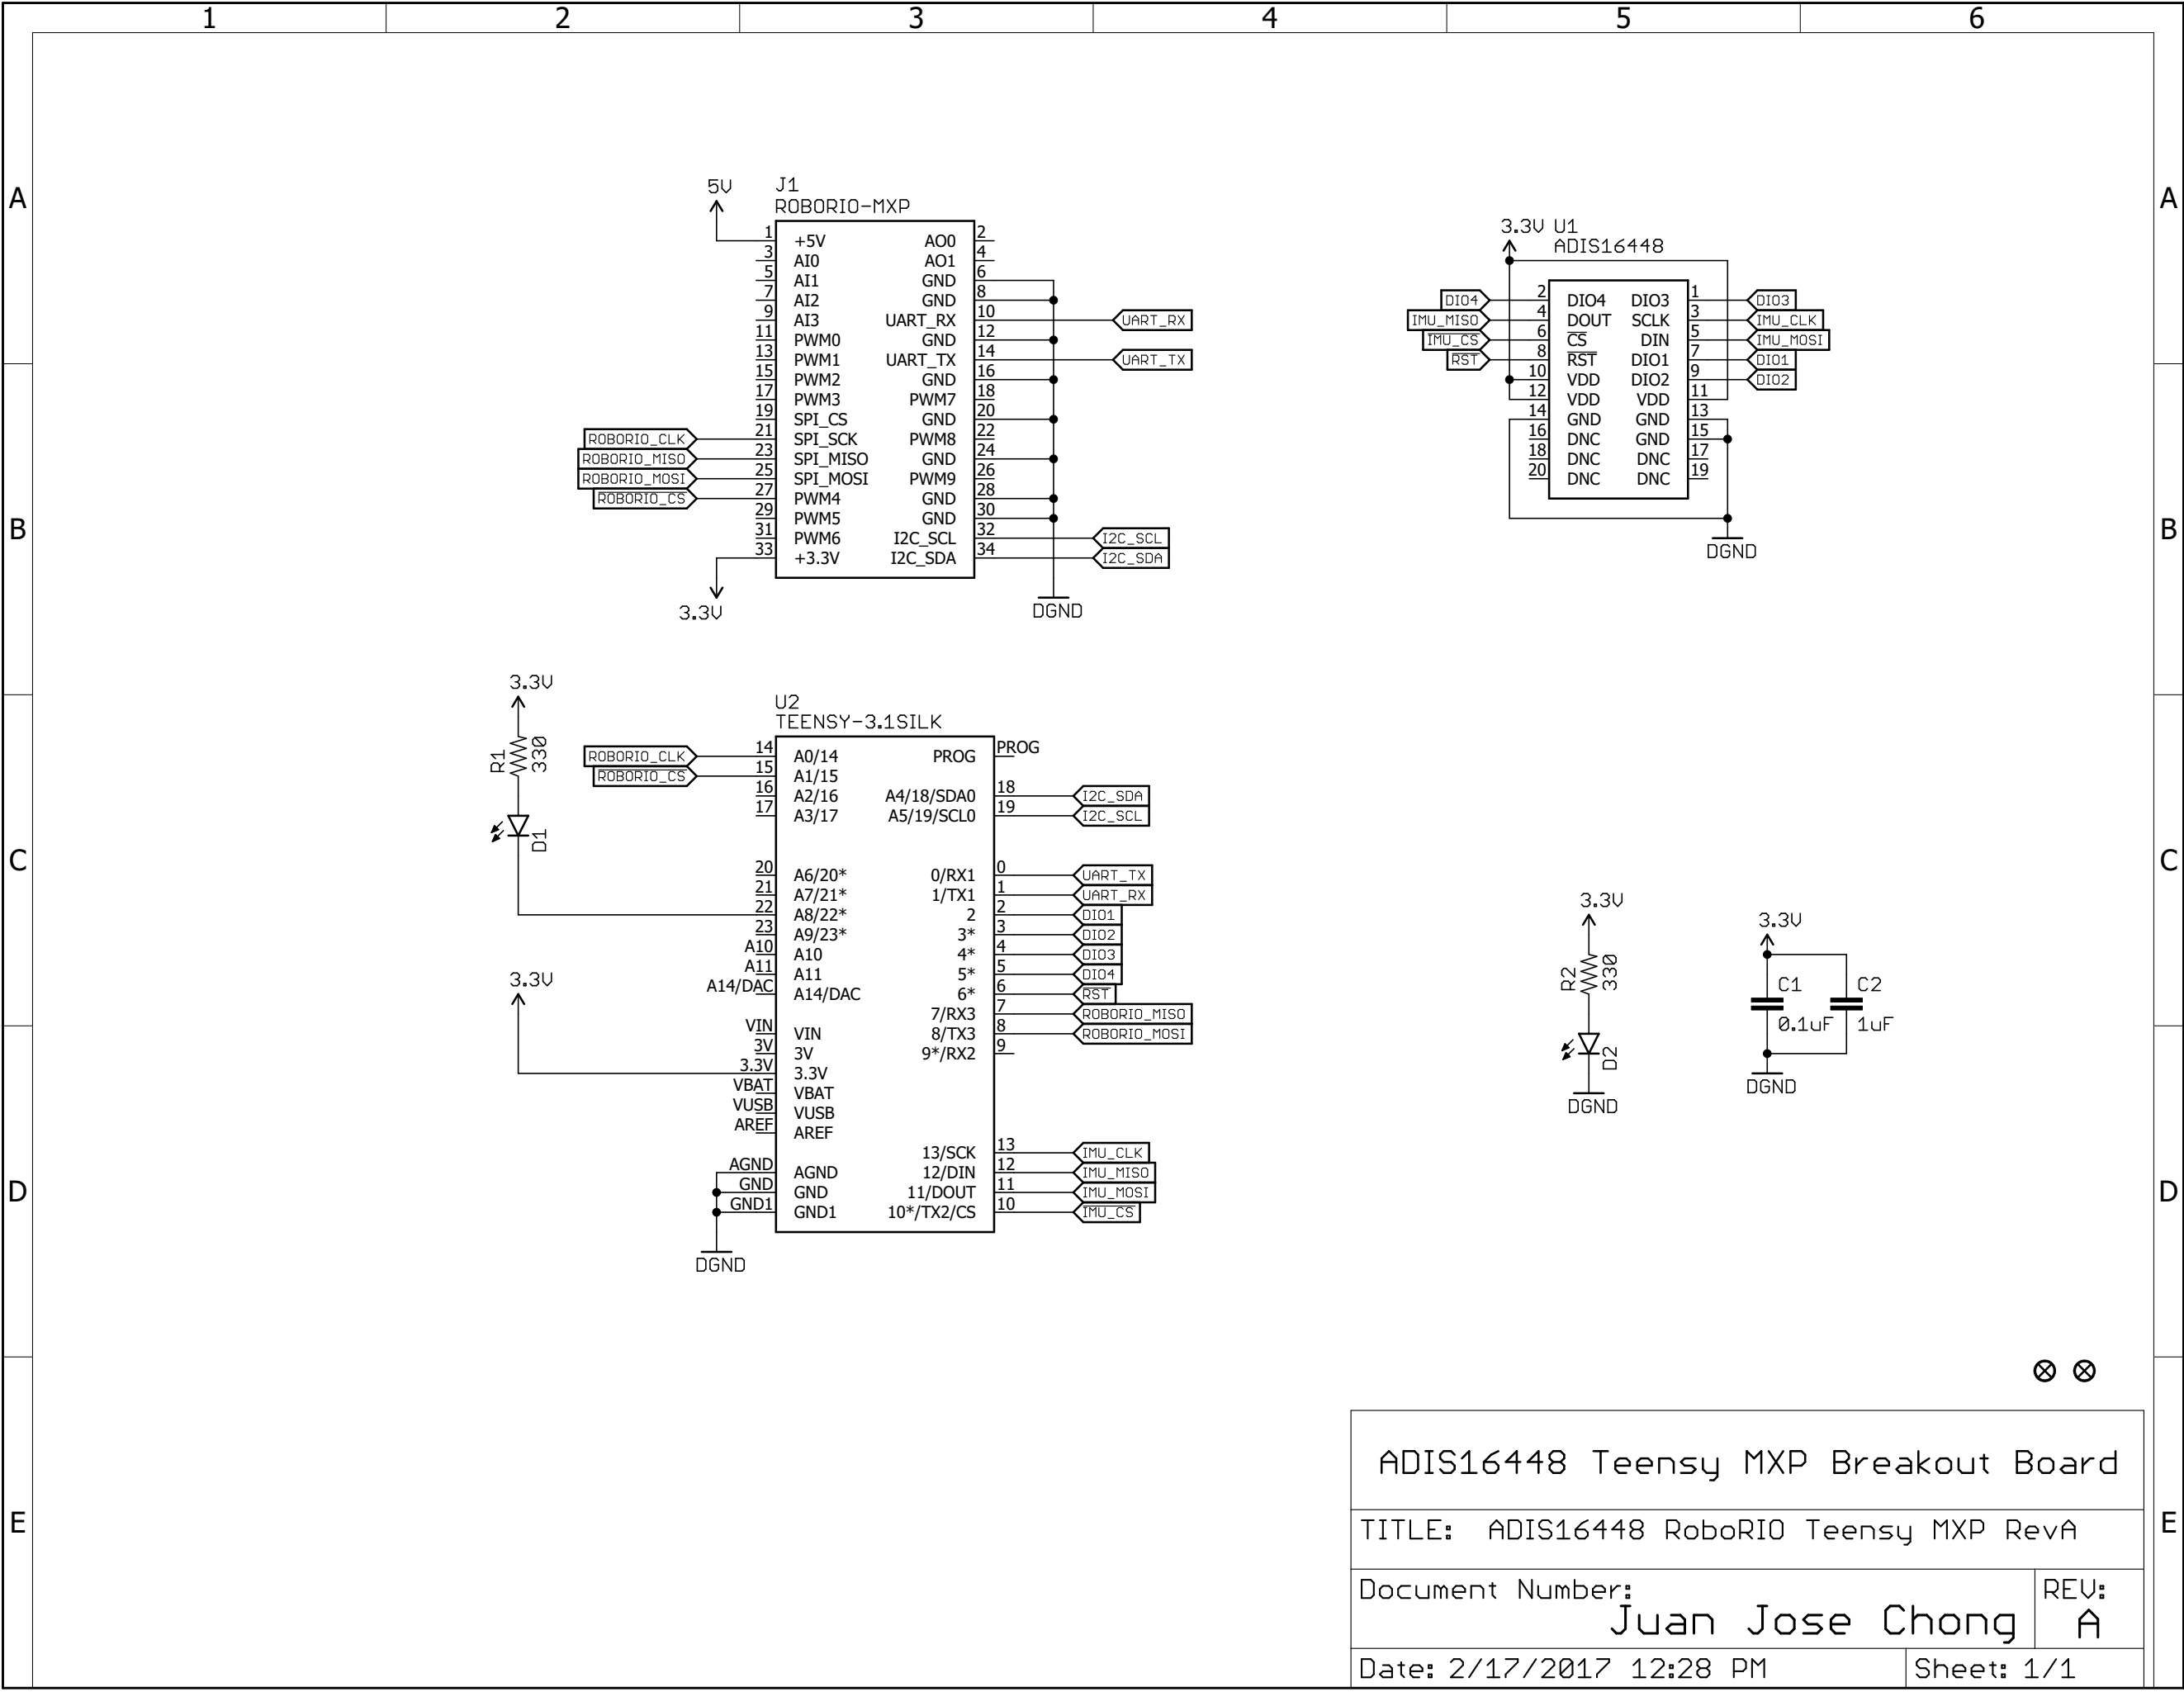 1 2 3 4 5 6
A A
B B
C C
D D
E E
5V
J1
ROBORIO-MXP
1 +5V AO0 2
3 AI0 AO1 4
5 AI1 GND 6
7 AI2 GND 8
9 AI3 UART_RX 10 UART_RX
11 PWM0 GND 12
13 PWM1 UART_TX 14 UART_TX
15 PWM2 GND 16
17 PWM3 PWM7 18
19 SPI_CS GND 20
ROBORIO_CLK 21 SPI_SCK PWM8 22
ROBORIO_MISO 23 SPI_MISO GND 24
ROBORIO_MOSI 25 SPI_MOSI PWM9 26
ROBORIO_CS 27 PWM4 GND 28
29 PWM5 GND 30
31 PWM6 I2C_SCL 32 I2C_SCL
33 +3.3V I2C_SDA 34 I2C_SDA
3.3V
DGND
3.3V U1
ADIS16448
DIO4 2 DIO4 DIO3 1 DIO3
IMU_MISO 4 DOUT SCLK 3 IMU_CLK
IMU_CS 6 CS DIN 5 IMU_MOSI
RST 8 RST DIO1 7 DIO1
10 VDD DIO2 9 DIO2
12 VDD VDD 11
14 GND GND 13
16 DNC GND 15
18 DNC DNC 17
20 DNC DNC 19
DGND
3.3V
R1
330
D1
U2
TEENSY-3.1SILK
ROBORIO_CLK 14 A0/14 PROG PROG
ROBORIO_CS 15 A1/15
16 A2/16 A4/18/SDA0 18 I2C_SDA
17 A3/17 A5/19/SCL0 19 I2C_SCL
20 A6/20* 0/RX1 0 UART_TX
21 A7/21* 1/TX1 1 UART_RX
22 A8/22* 2 2 DIO1
23 A9/23* 3* 3 DIO2
A10 A10 4* 4 DIO3
A11 A11 5* 5 DIO4
A14/DAC A14/DAC 6* 6 RST
7/RX3 7 ROBORIO_MISO
VIN VIN 8/TX3 8 ROBORIO_MOSI
3V 3V 9*/RX2 9
3.3V
3.3V 3.3V
VBAT VBAT
VUSB VUSB
AREF AREF
13/SCK 13 IMU_CLK
AGND AGND 12/DIN 12 IMU_MISO
GND GND 11/DOUT 11 IMU_MOSI
GND1 GND1 10*/TX2/CS 10 IMU_CS
DGND
3.3V
R2
330
D2
DGND
3.3V
C1 C2
0.1uF 1uF
DGND
ADIS16448 Teensy MXP Breakout Board
TITLE: ADIS16448 RoboRIO Teensy MXP RevA
Document Number: REV:
Juan Jose Chong A
Date: 2/17/2017 12:28 PM Sheet: 1/1